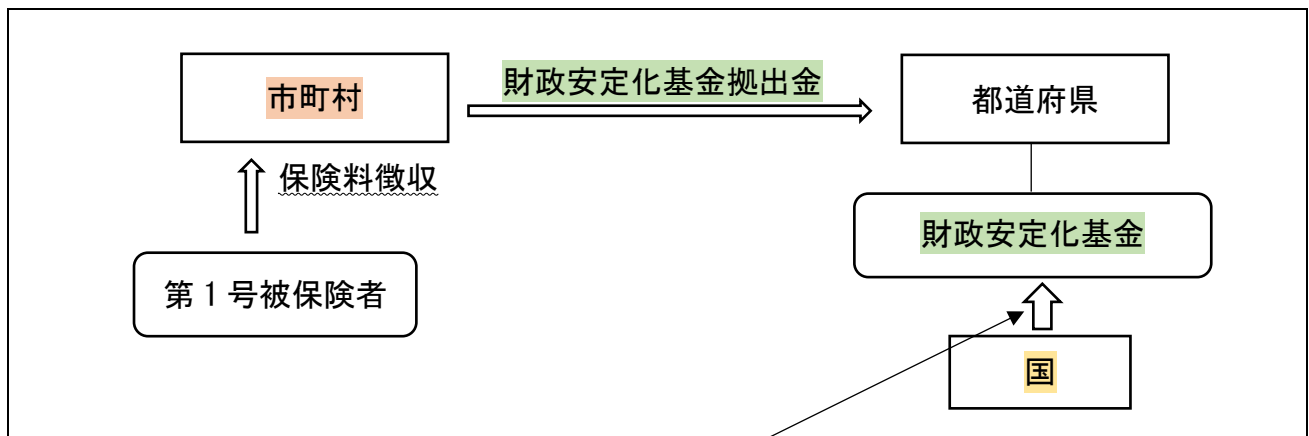 財政安定化基金拠出金
市町村
都道府県
保険料徴収
財政安定化基金
第1号被保険者
国